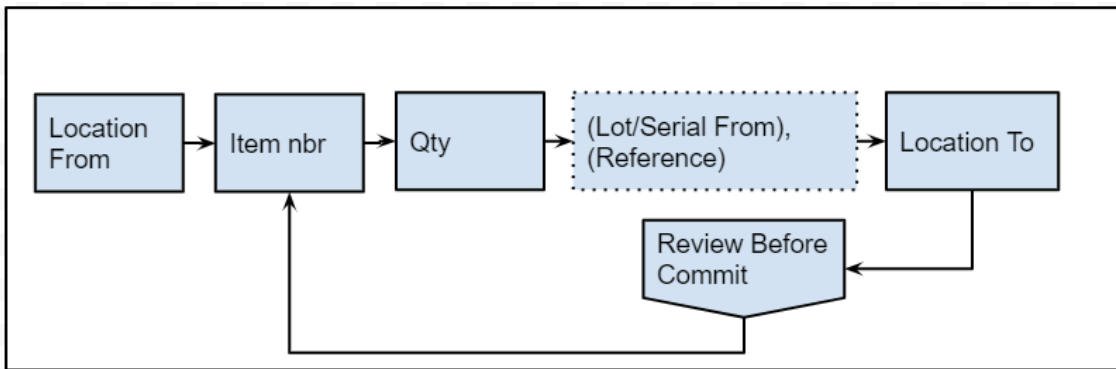 Location
From
Item nbr
Qty
(Lot/Serial From),
(Reference)
Location To
Review Before
Commit